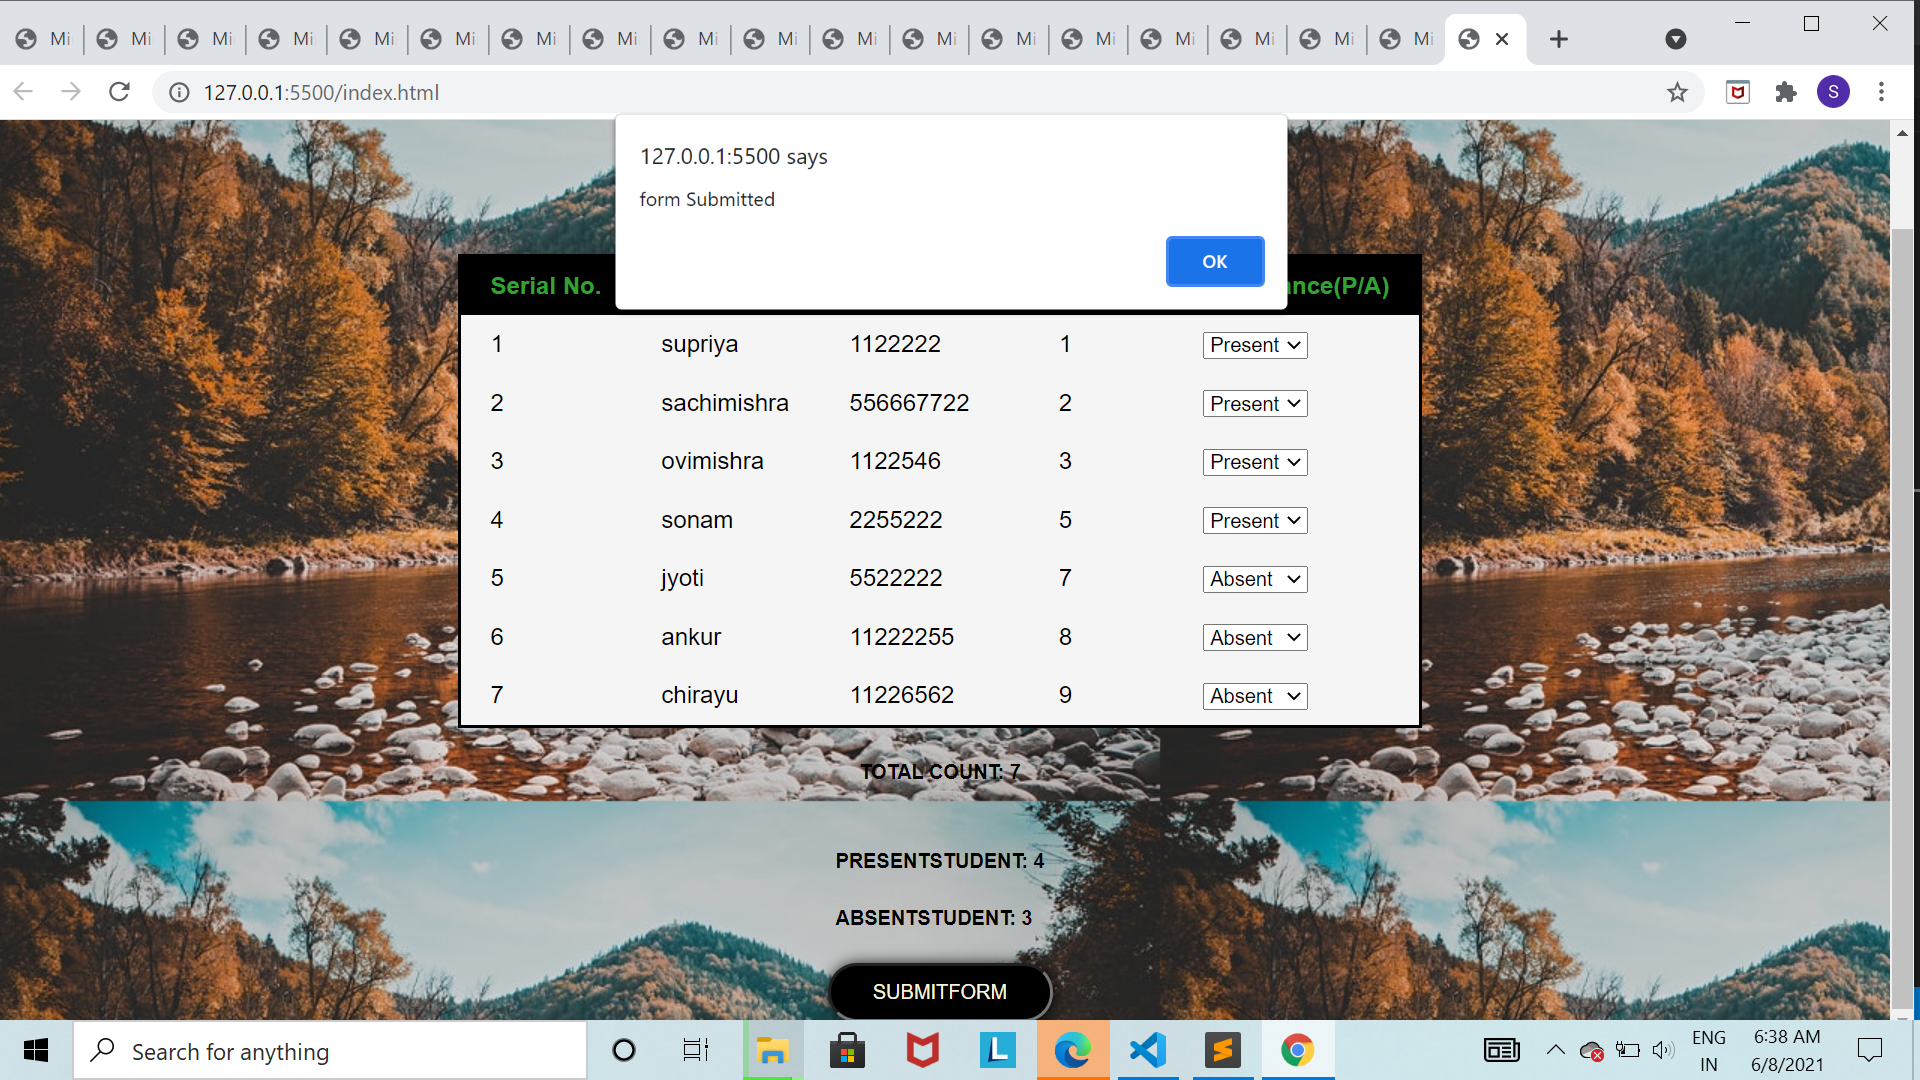 Mi Mi Mi Mi Mi Mi Mi Mi Mi Mi Mi Mi Mi Mi Mi Mi Mi Mi
127.0.0.1:5500/index.html
S
127.0.0.1:5500 says
form Submitted
OK
Serial No. nce(P/A)
1 supriya 1122222 1 Present
2 sachimishra 556667722 2 Present
3 ovimishra 1122546 3 Present
4 sonam 2255222 5 Present
5 jyoti 5522222 7 Absent
6 ankur 11222255 8 Absent
7 chirayu 11226562 9 Absent
TOTAL COUNT: 7
PRESENTSTUDENT: 4
ABSENTSTUDENT: 3
SUBMITFORM
Search for anything
L
S
ENG
IN
6:38 AM
6/8/2021